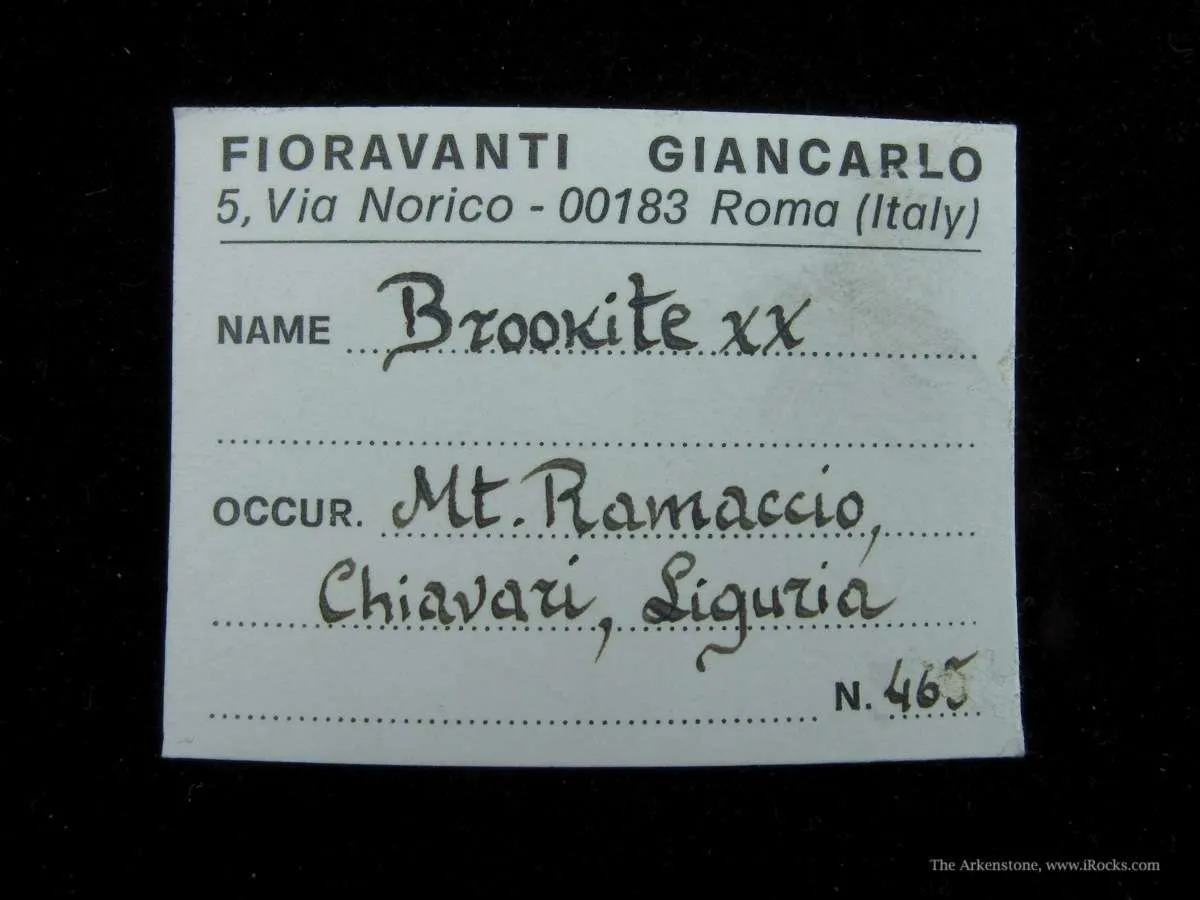 FIORAVANTI GIANCARLO
5, Via Norico - 00183 Roma (Italy)
NAME Brookite xx
OCCUR. Mt. Ramaccio,
Chiavari, Liguria
N. 465
The Arkenstone, www.iRocks.com